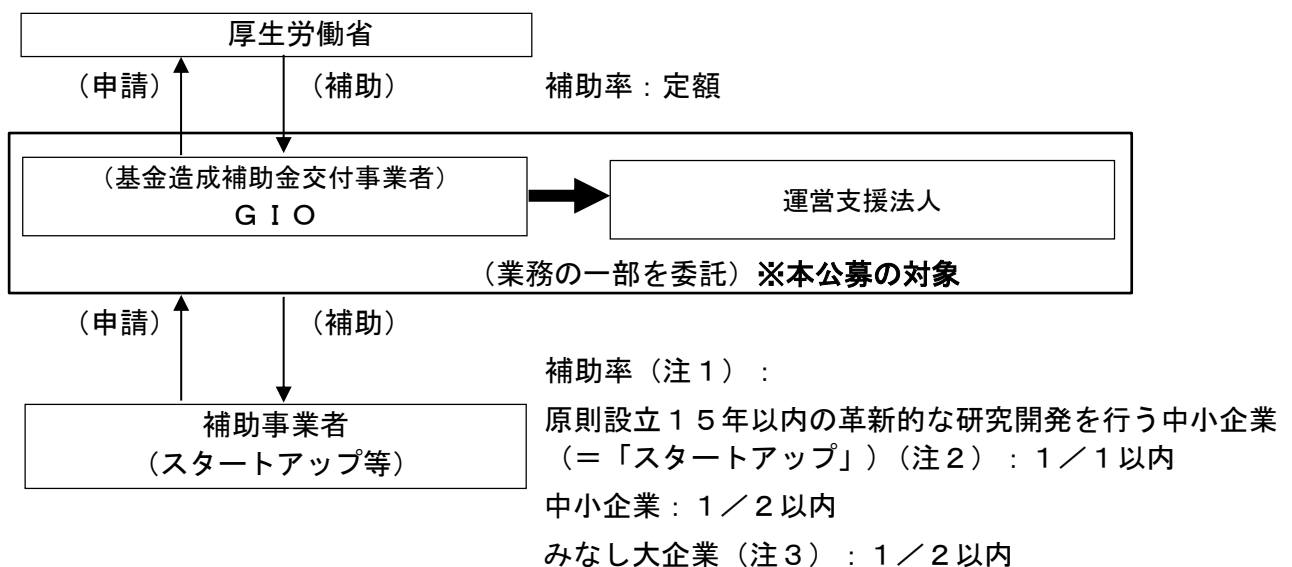 厚生労働省
（申請）
（補助）
補助率：定額
（基金造成補助金交付事業者）
ＧＩＯ
運営支援法人
（業務の一部を委託）※本公募の対象
（申請）
（補助）
補助率（注１）：
原則設立１５年以内の革新的な研究開発を行う中小企業
（＝「スタートアップ」）（注２）：１／１以内
中小企業：１／２以内
みなし大企業（注３）：１／２以内
補助事業者
（スタートアップ等）